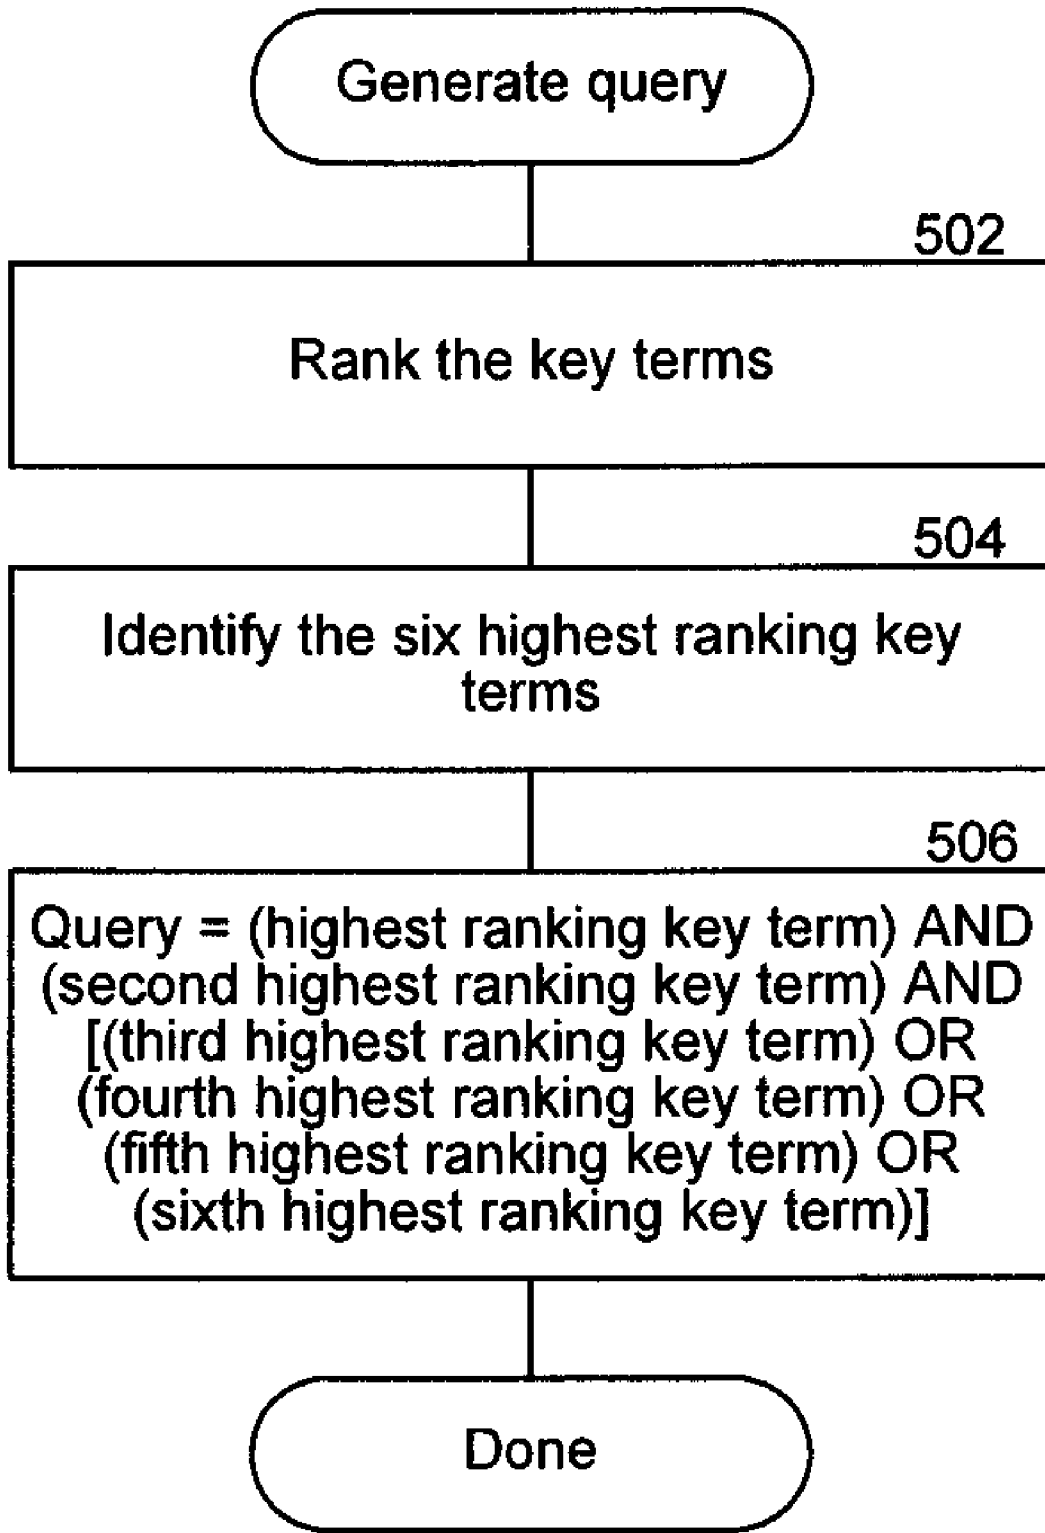 Generate query
502
Rank the key terms
504
Identify the six highest ranking key
terms
506
Query = (highest ranking key term) AND
(second highest ranking key term) AND
[(third highest ranking key term) OR
(fourth highest ranking key term) OR
(fifth highest ranking key term) OR
(sixth highest ranking key term)]
Done